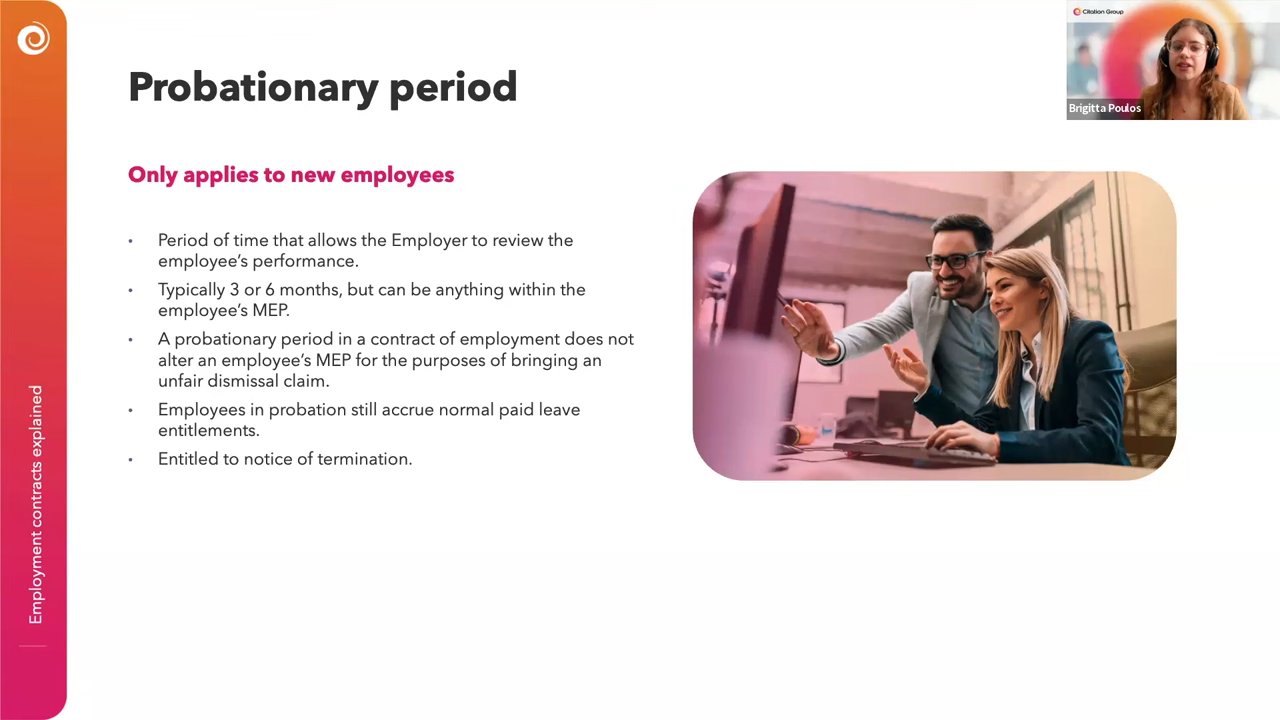 Probationary period
Only applies to new employees
• Period of time that allows the Employer to review the
employee’s performance.
• Typically 3 or 6 months, but can be anything within the
employee’s MEP.
• A probationary period in a contract of employment does not
alter an employee’s MEP for the purposes of bringing an
unfair dismissal claim.
• Employees in probation still accrue normal paid leave
entitlements.
• Entitled to notice of termination.
Employment contracts explained
Citation Group
Brigitta Poulos